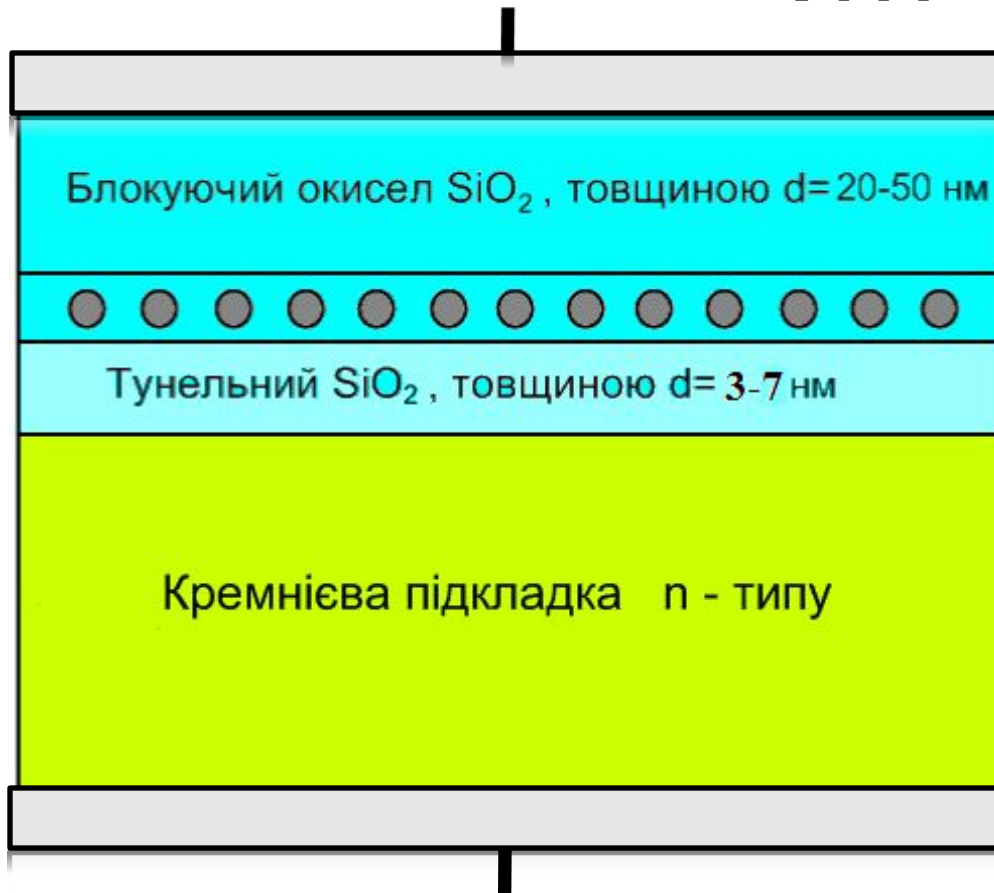 Блокуючий окисел SiO₂ , товщиною d= 20-50 нм
Тунельний SiO₂ , товщиною d= 3-7 нм
Кремнієва підкладка n - типу